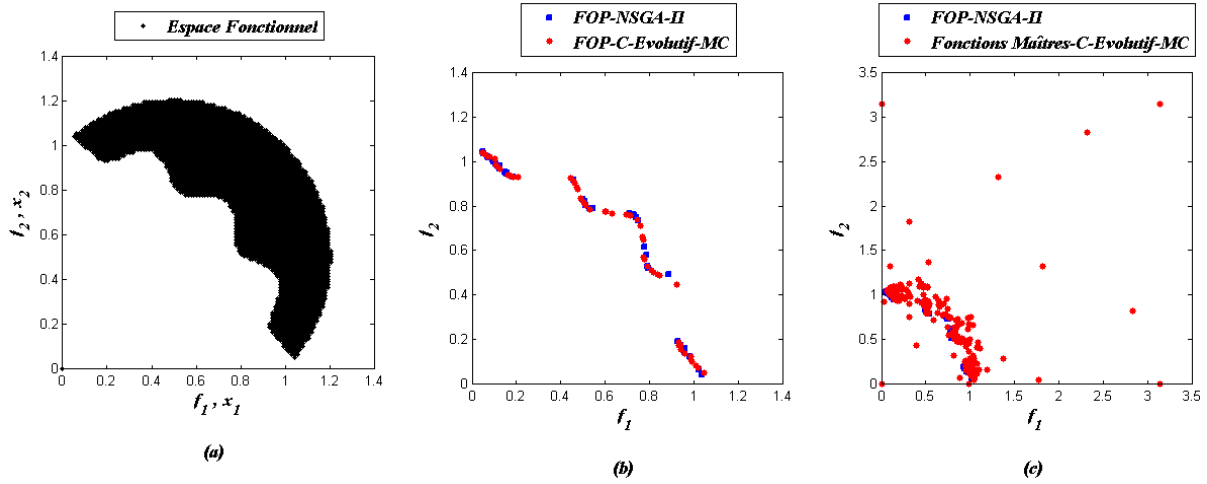 Espace Fonctionnel
1.4
1.2
1
0.8
0.6
0.4
0.2
0
0 0.2 0.4 0.6 0.8 1 1.2 1.4
f2 , x2
f1 , x1
(a)
FOP-NSGA-II
FOP-C-Evolutif-MC
1.4
1.2
1
0.8
0.6
0.4
0.2
0
0 0.2 0.4 0.6 0.8 1 1.2 1.4
f2
f1
(b)
FOP-NSGA-II
Fonctions Maîtres-C-Evolutif-MC
3.5
3
2.5
2
1.5
1
0.5
0
0 0.5 1 1.5 2 2.5 3 3.5
f2
f1
(c)